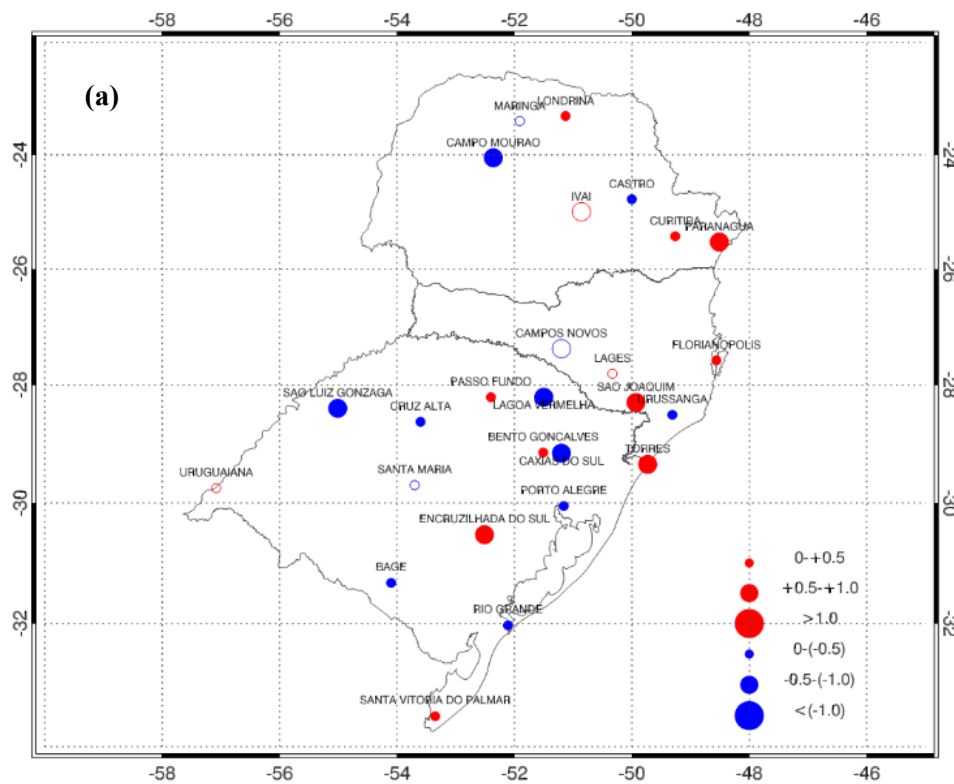 -58 -56 -54 -52 -50 -48 -46
(a)
LONDRINA
MARINGA
CAMPO MOURAO
-24 -24
CASTRO
IVAI
CURITIBA
PARANAGUA
-26 -26
CAMPOS NOVOS
FLORIANOPOLIS
LAGES
-28 -28
PASSO FUNDO
SAO JOAQUIM
SAO LUIZ GONZAGA
URUSSANGA
CRUZ ALTA
LAGOA VERMELHA
BENTO GONCALVES
TORRES
CAXIAS DO SUL
SANTA MARIA
URUGUAIANA
PORTO ALEGRE
-30 -30
ENCRUZILHADA DO SUL
0-+0.5
BAGE
+0.5-+1.0
RIO GRANDE
>1.0
-32 -32
0-(-0.5)
-0.5-(-1.0)
SANTA VITORIA DO PALMAR
<(-1.0)
-58 -56 -54 -52 -50 -48 -46